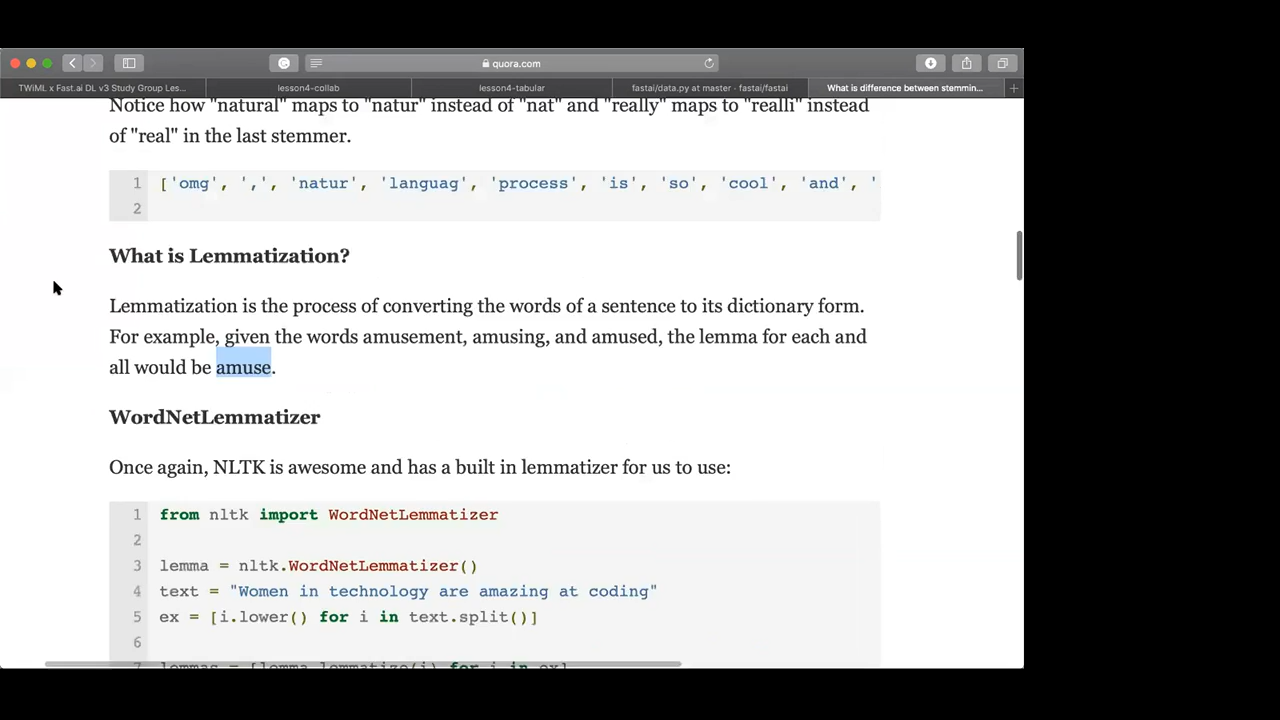 quora.com
TWiML x Fast.ai DL v3 Study Group Les...
lesson4-collab
lesson4-tabular
fastai/data.py at master · fastai/fastai
What is difference between stemmin...
Notice how "natural" maps to "natur" instead of "nat" and "really" maps to "realli" instead
of "real" in the last stemmer.
1 ['omg', ',', 'natur', 'languag', 'process', 'is', 'so', 'cool', 'and', '
2
What is Lemmatization?
Lemmatization is the process of converting the words of a sentence to its dictionary form.
For example, given the words amusement, amusing, and amused, the lemma for each and
all would be amuse.
WordNetLemmatizer
Once again, NLTK is awesome and has a built in lemmatizer for us to use:
1 from nltk import WordNetLemmatizer
2
3 lemma = nltk.WordNetLemmatizer()
4 text = "Women in technology are amazing at coding"
5 ex = [i.lower() for i in text.split()]
6
7 lemmas = [lemma.lemmatize(i) for i in ex]